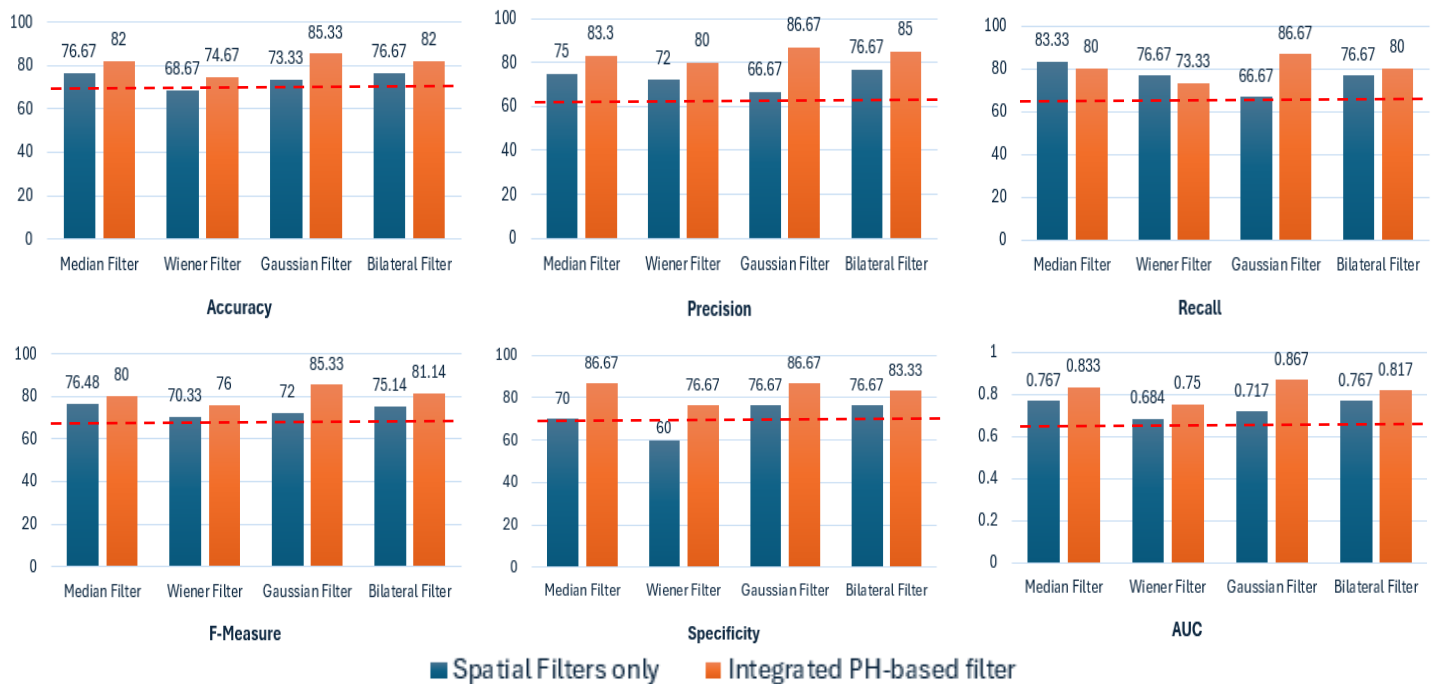 100
80
60
40
20
0
76.67 82 68.67 74.67 73.33 85.33 76.67 82
Median Filter Wiener Filter Gaussian Filter Bilateral Filter
Accuracy
100
80
60
40
20
0
75 83.3 72 80 66.67 86.67 76.67 85
Median Filter Wiener Filter Gaussian Filter Bilateral Filter
Precision
100
80
60
40
20
0
83.33 80 76.67 73.33 66.67 86.67 76.67 80
Median Filter Wiener Filter Gaussian Filter Bilateral Filter
Recall
100
80
60
40
20
0
76.48 80 70.33 76 72 85.33 75.14 81.14
Median Filter Wiener Filter Gaussian Filter Bilateral Filter
F-Measure
100
80
60
40
20
0
70 86.67 60 76.67 76.67 86.67 76.67 83.33
Median Filter Wiener Filter Gaussian Filter Bilateral Filter
Specificity
1
0.8
0.6
0.4
0.2
0
0.767 0.833 0.684 0.75 0.717 0.867 0.767 0.817
Median Filter Wiener Filter Gaussian Filter Bilateral Filter
AUC
Spatial Filters only Integrated PH-based filter